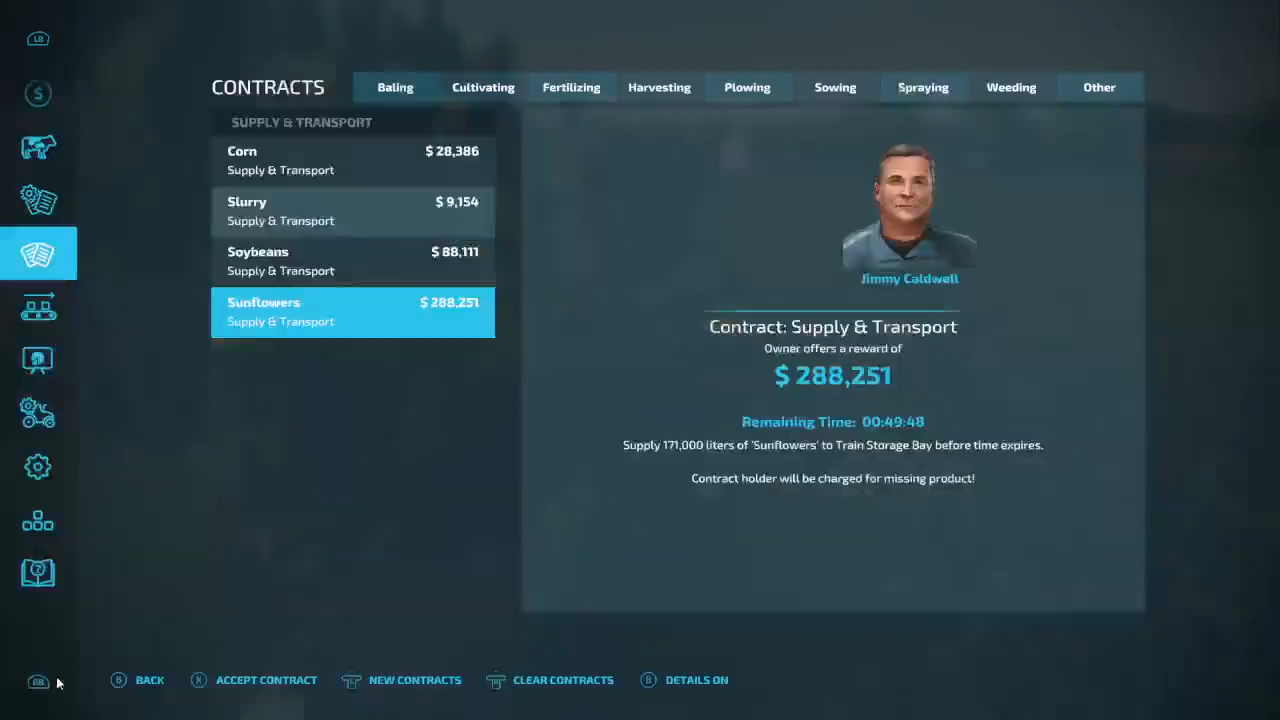 LB
CONTRACTS
Baling
Cultivating
Fertilizing
Harvesting
Plowing
Sowing
Spraying
Weeding
Other
SUPPLY & TRANSPORT
Corn $ 28,386
Supply & Transport
Slurry $ 9,154
Supply & Transport
Soybeans $ 88,111
Supply & Transport
Sunflowers $ 288,251
Supply & Transport
Jimmy Caldwell
Contract: Supply & Transport
Owner offers a reward of
$ 288,251
Remaining Time: 00:49:48
Supply 171,000 liters of 'Sunflowers' to Train Storage Bay before time expires.
Contract holder will be charged for missing product!
RB
BACK
ACCEPT CONTRACT
NEW CONTRACTS
CLEAR CONTRACTS
DETAILS ON